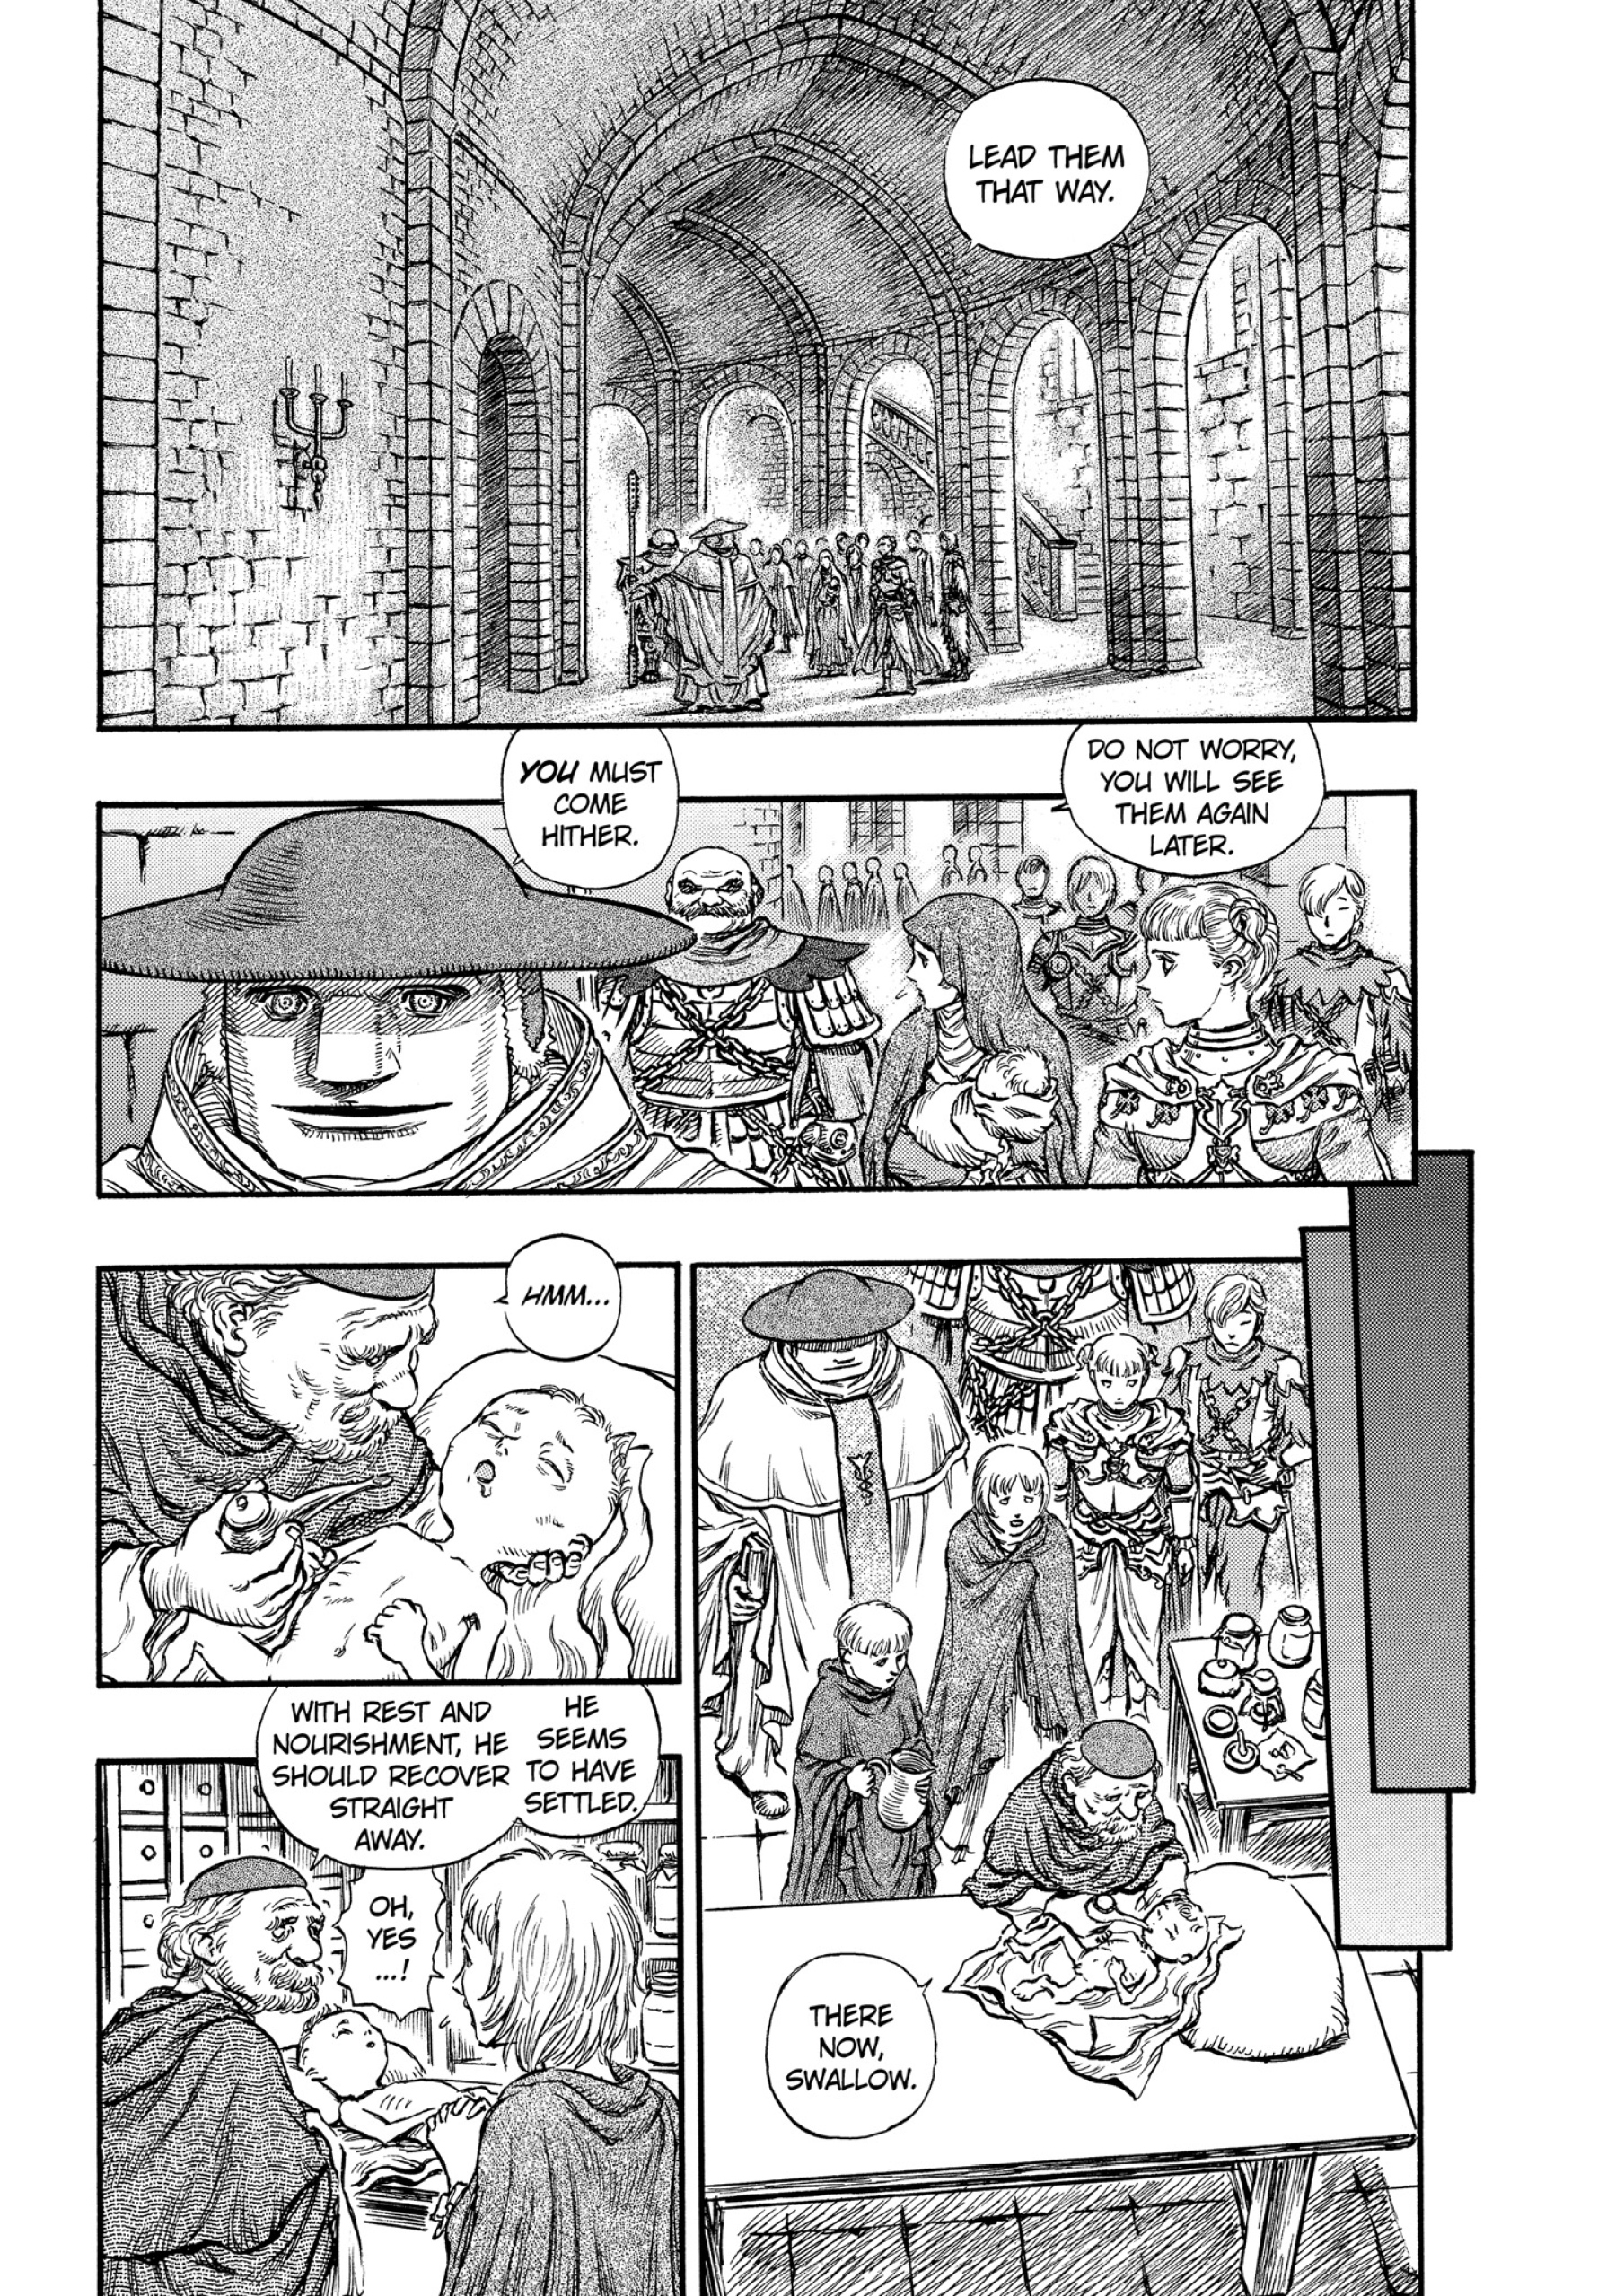 LEAD THEM
THAT WAY.
DO NOT WORRY,
YOU WILL SEE
THEM AGAIN
LATER.
YOU MUST
COME
HITHER.
THERE
NOW,
SWALLOW.
HMM...
HE
SEEMS
TO HAVE
SETTLED.
WITH REST AND
NOURISHMENT, HE
SHOULD RECOVER
STRAIGHT
AWAY.
OH,
YES
...!